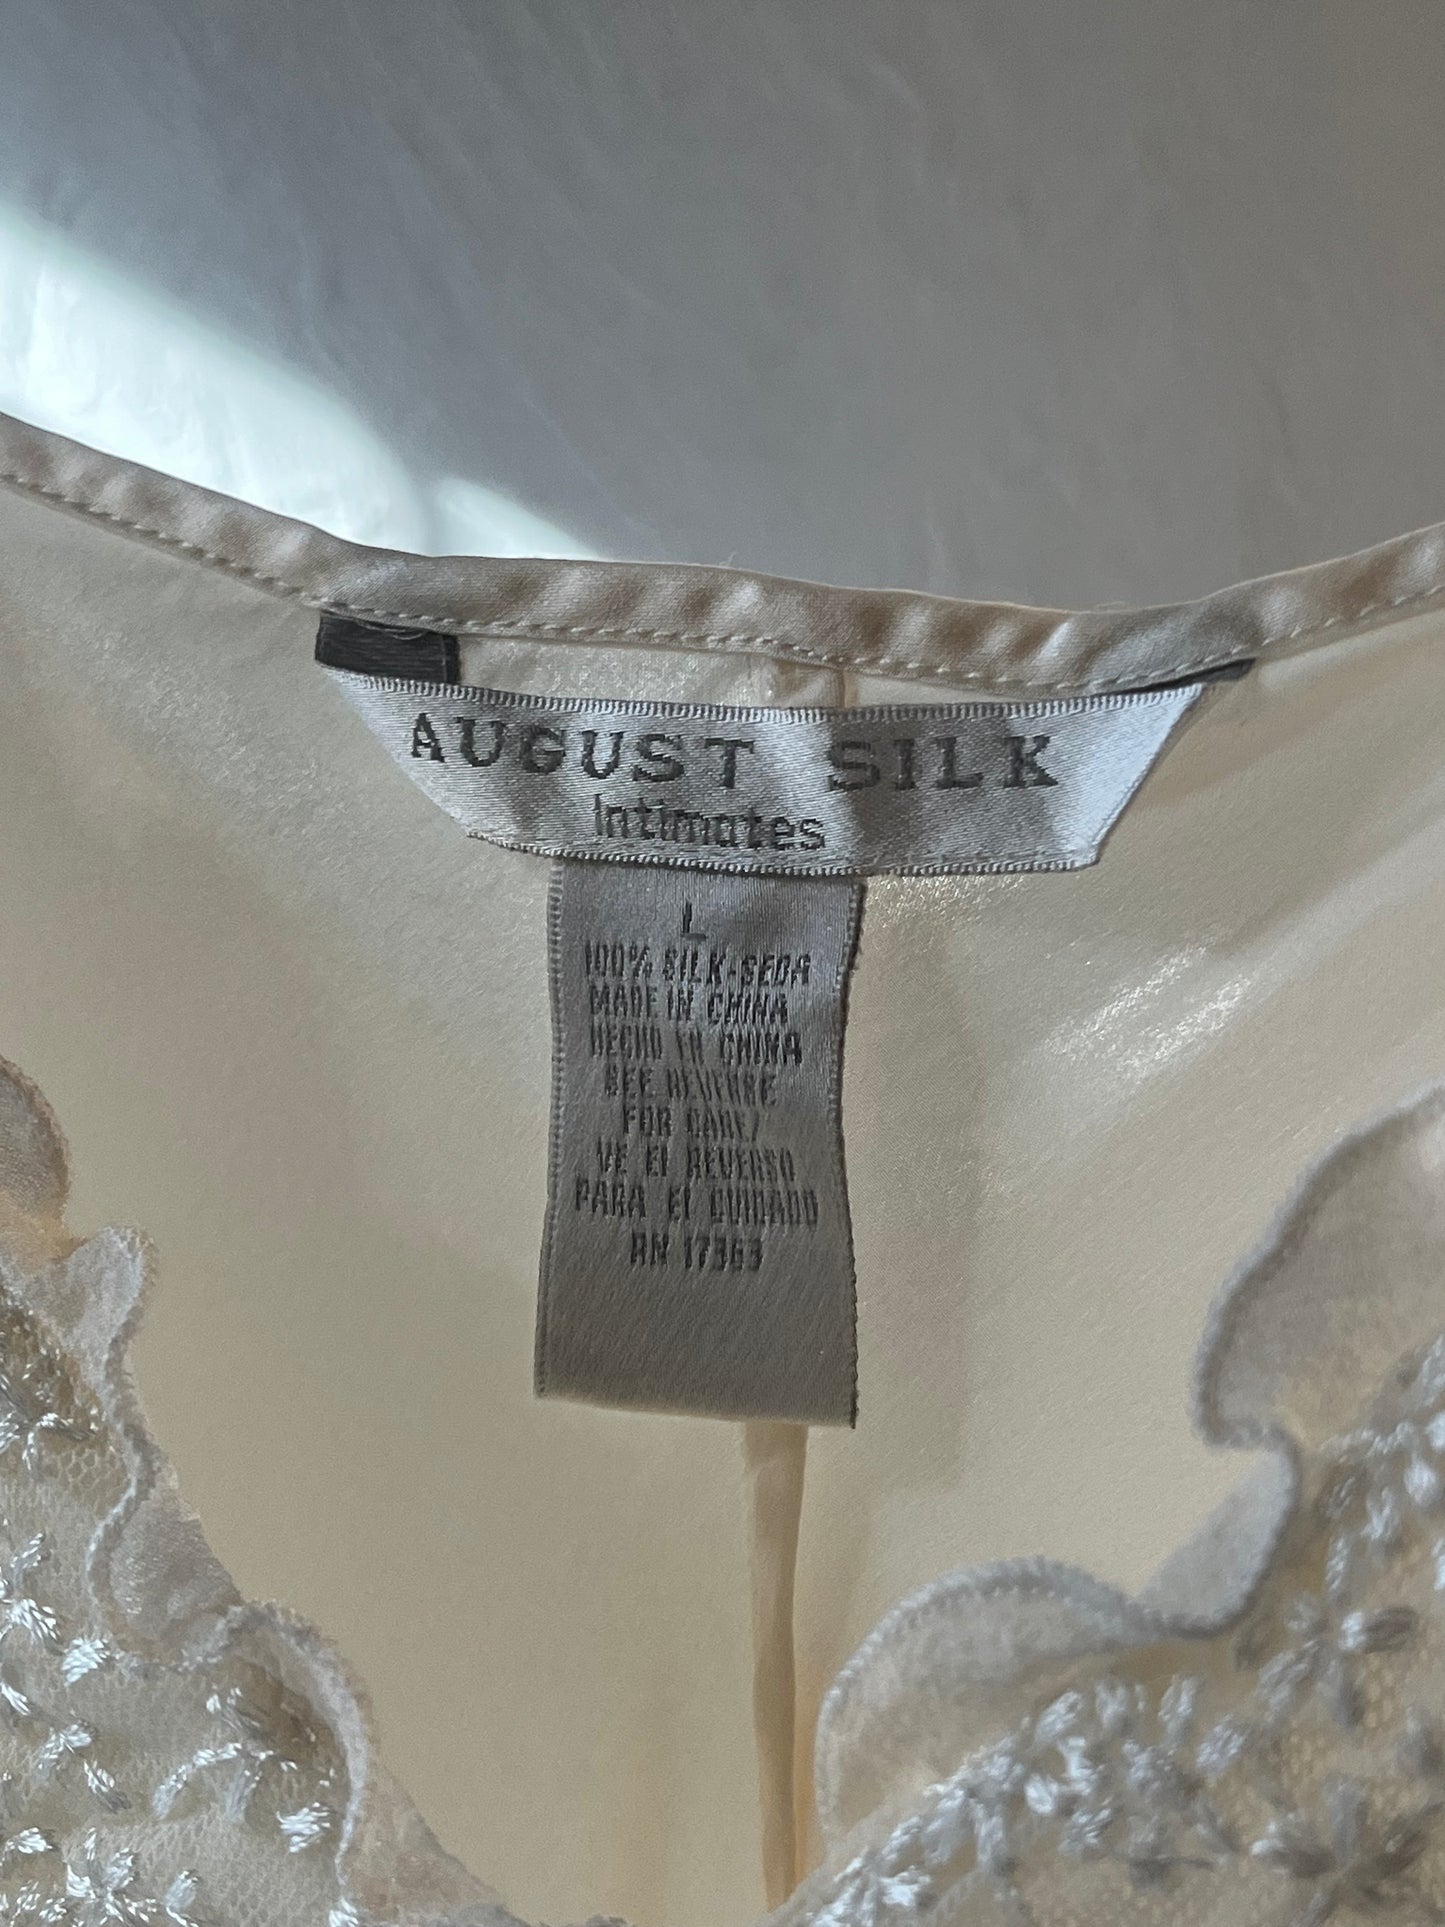 AUGUST SILK
Intimates
L
100% SILK-SEDA
MADE IN CHINA
HECHO EN CHINA
SEE REVERSE
FOR CARE/
VE El REVERSO
PARA El CUIDADO
RN 17363